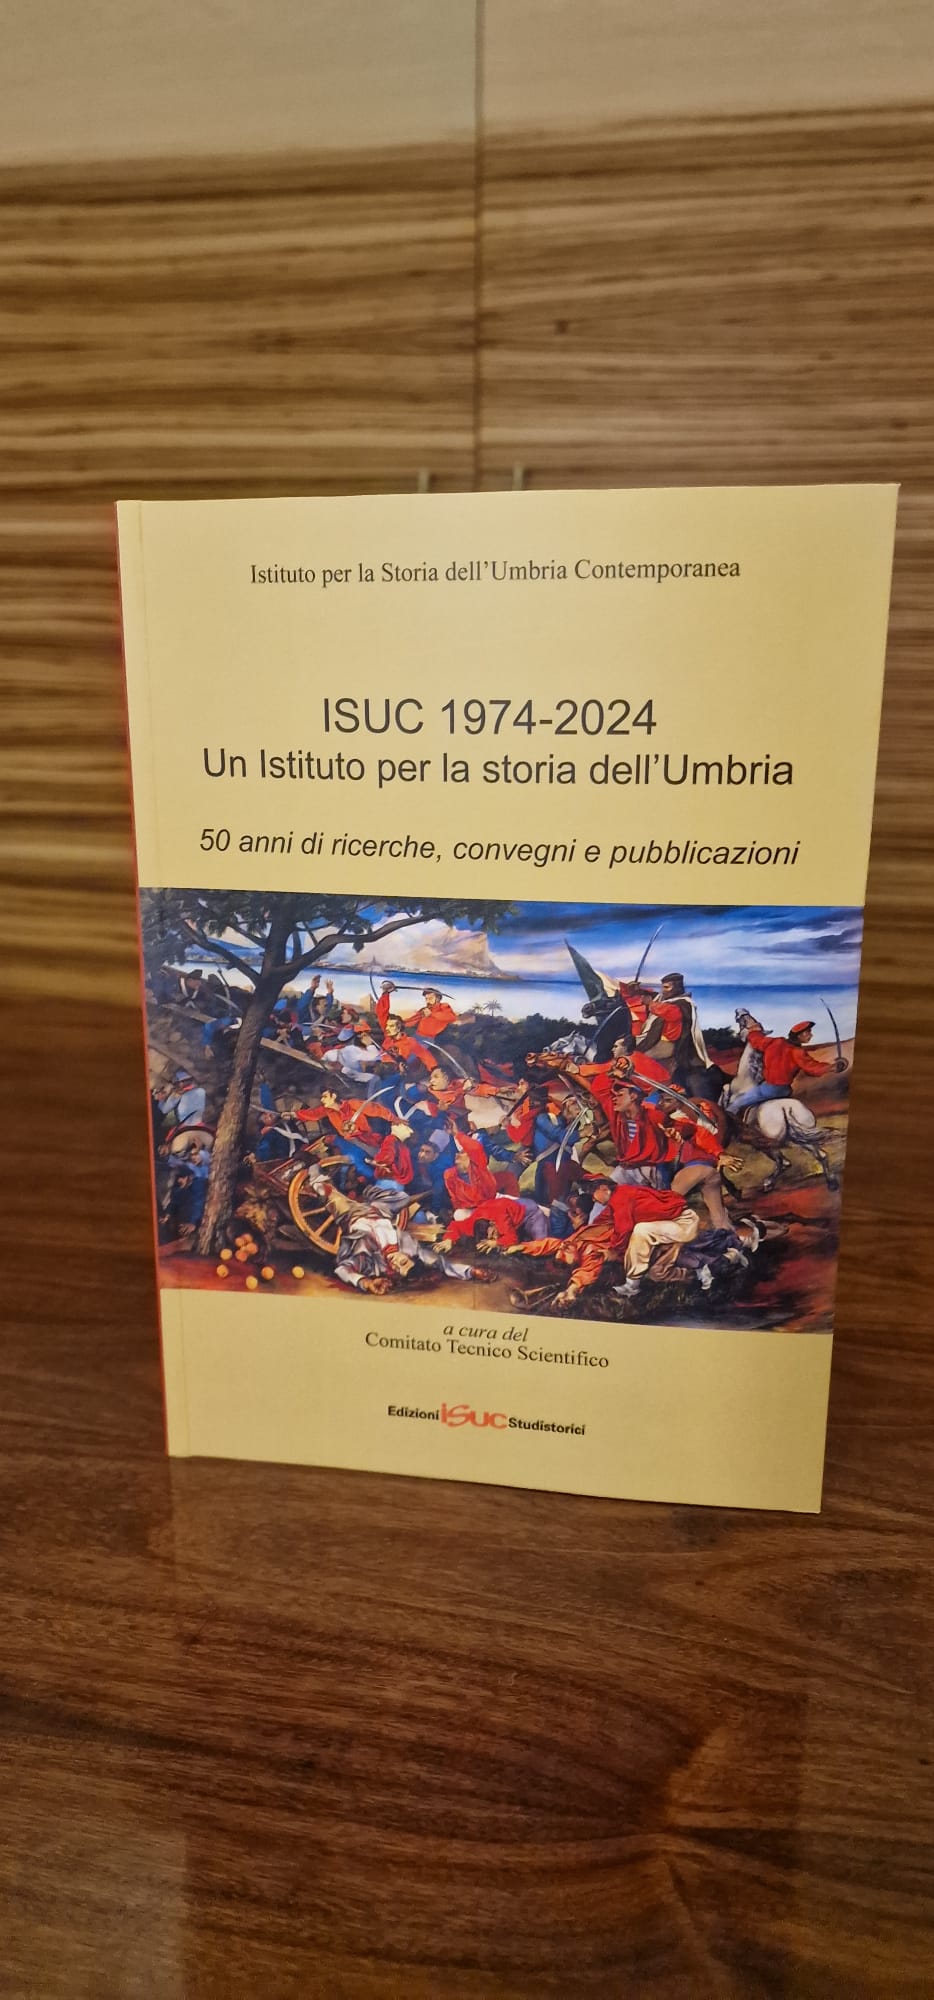 Istituto per la Storia dell'Umbria Contemporanea
ISUC 1974-2024
Un Istituto per la storia dell'Umbria
50 anni di ricerche, convegni e pubblicazioni
a cura del
Comitato Tecnico Scientifico
Edizioni isuc Studistorici